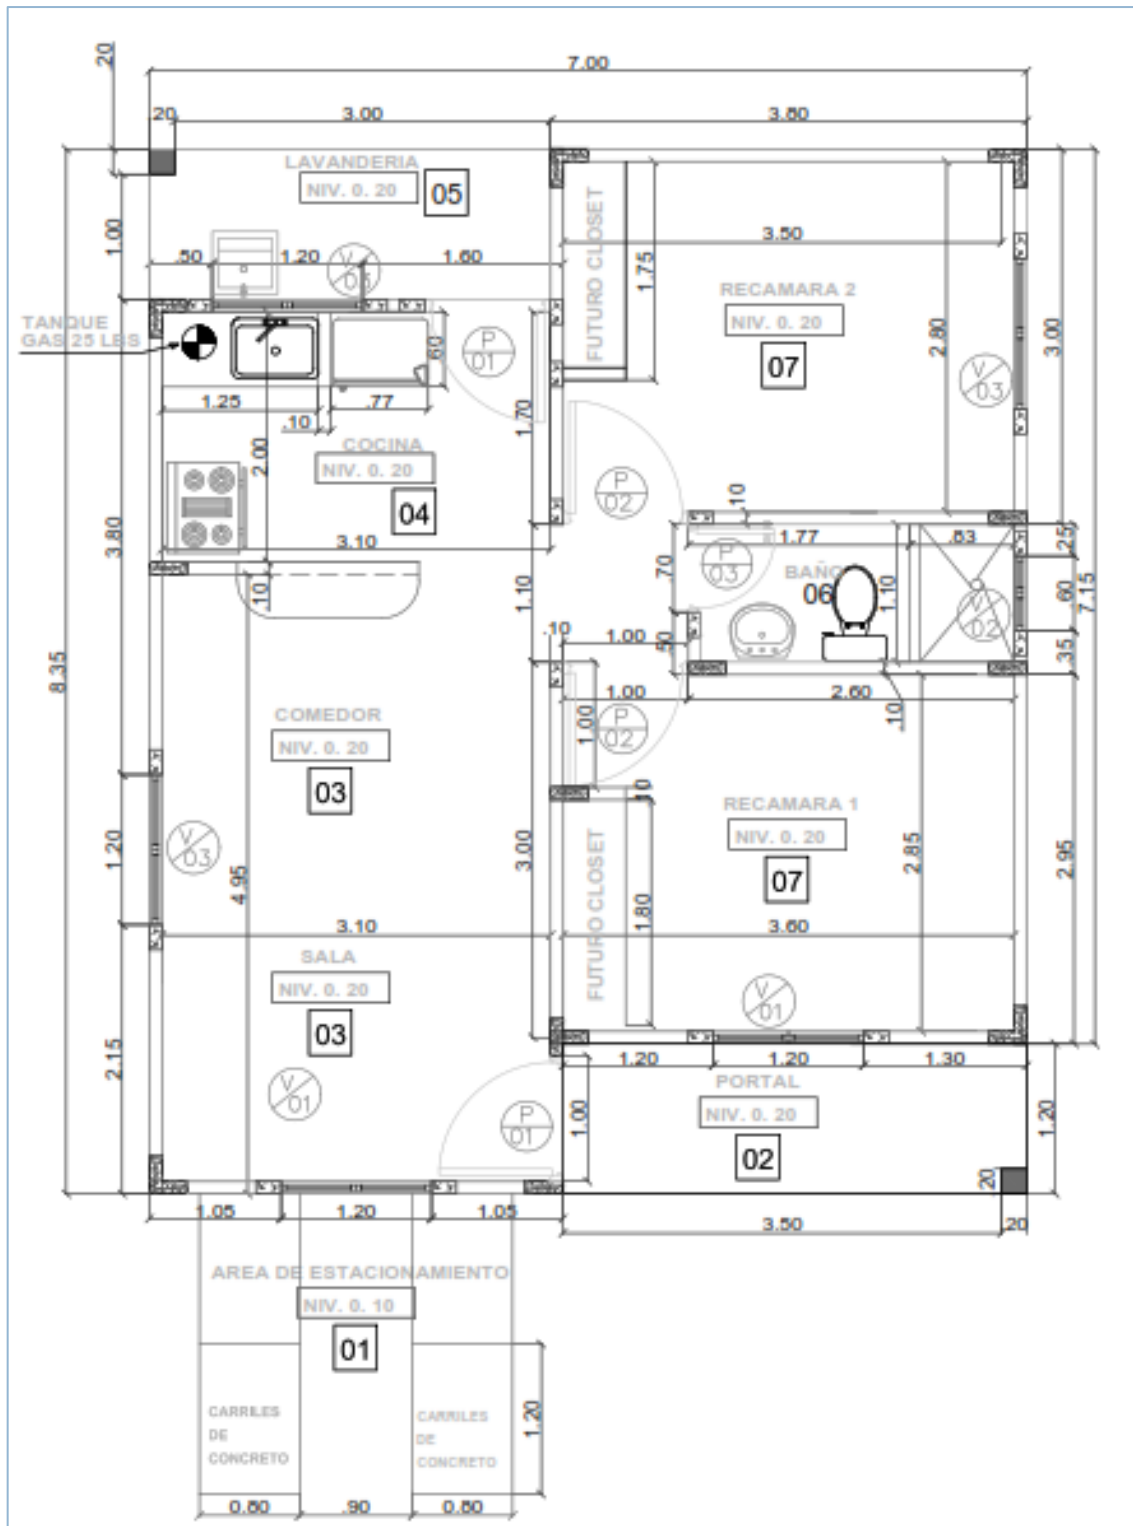 20
7.00
.20
3.00
3.80
LAVANDERIA
NIV. 0. 20
05
1.00
.50
1.20
V
03
1.60
FUTURO CLOSET
1.75
3.50
RECAMARA 2
NIV. 0. 20
07
2.80
3.00
V
03
TANQUE
GAS 25 LBS
.60
P
01
1.25
.77
.10
1.70
2.00
COCINA
NIV. 0. 20
04
3.10
3.80
P
02
.10
1.77
.83
.25
.70
P
03
BAÑO
06
1.10
V
02
.60
7.15
.10
1.10
.10
1.00
.50
.35
8.35
1.00
2.60
.10
COMEDOR
NIV. 0. 20
03
1.00
P
02
.10
RECAMARA 1
NIV. 0. 20
07
2.85
2.95
1.20
V
03
4.95
3.00
FUTURO CLOSET
1.80
3.10
3.60
SALA
NIV. 0. 20
03
V
01
2.15
V
01
1.20
1.20
1.30
PORTAL
NIV. 0. 20
02
P
01
1.00
1.20
20
1.05
1.20
1.05
3.50
.20
AREA DE ESTACIONAMIENTO
NIV. 0. 10
01
CARRILES
DE
CONCRETO
CARRILES
DE
CONCRETO
1.20
0.80
.90
0.80